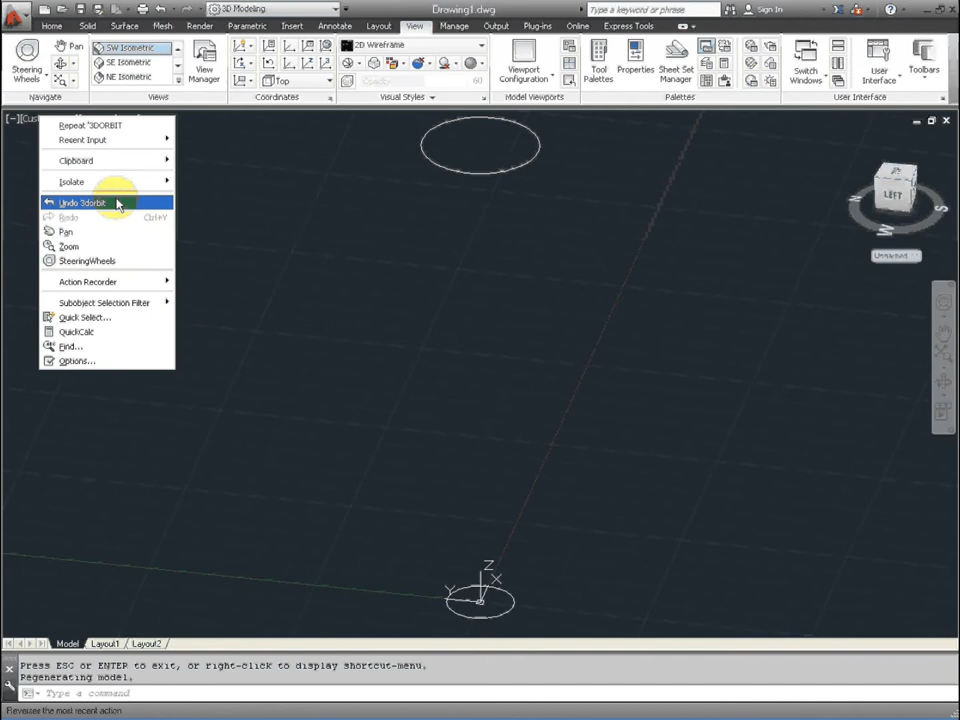 3D Modeling
Drawing1.dwg
Type a keyword or phrase
Sign In
Home Solid Surface Mesh Render Parametric Insert Annotate Layout View Manage Output Plug-ins Online Express Tools
Pan
SW Isometric
SE Isometric
NE Isometric
Steering
Wheels
View
Manager
Top
2D Wireframe
Opacity 60
Viewport
Configuration
Tool
Palettes
Properties
Sheet Set
Manager
Switch
Windows
User
Interface
Toolbars
Navigate Views Coordinates Visual Styles Model Viewports Palettes User Interface
Repeat '3DORBIT
Recent Input
Clipboard
Isolate
Undo 3dorbit
Redo Ctrl+Y
Pan
Zoom
SteeringWheels
Action Recorder
Subobject Selection Filter
Quick Select...
QuickCalc
Find...
Options...
LEFT
N
S
W
Unnamed
Z
X
Y
Model Layout1 Layout2
Press ESC or ENTER to exit, or right-click to display shortcut-menu.
Regenerating model.
Type a command
Reverses the most recent action